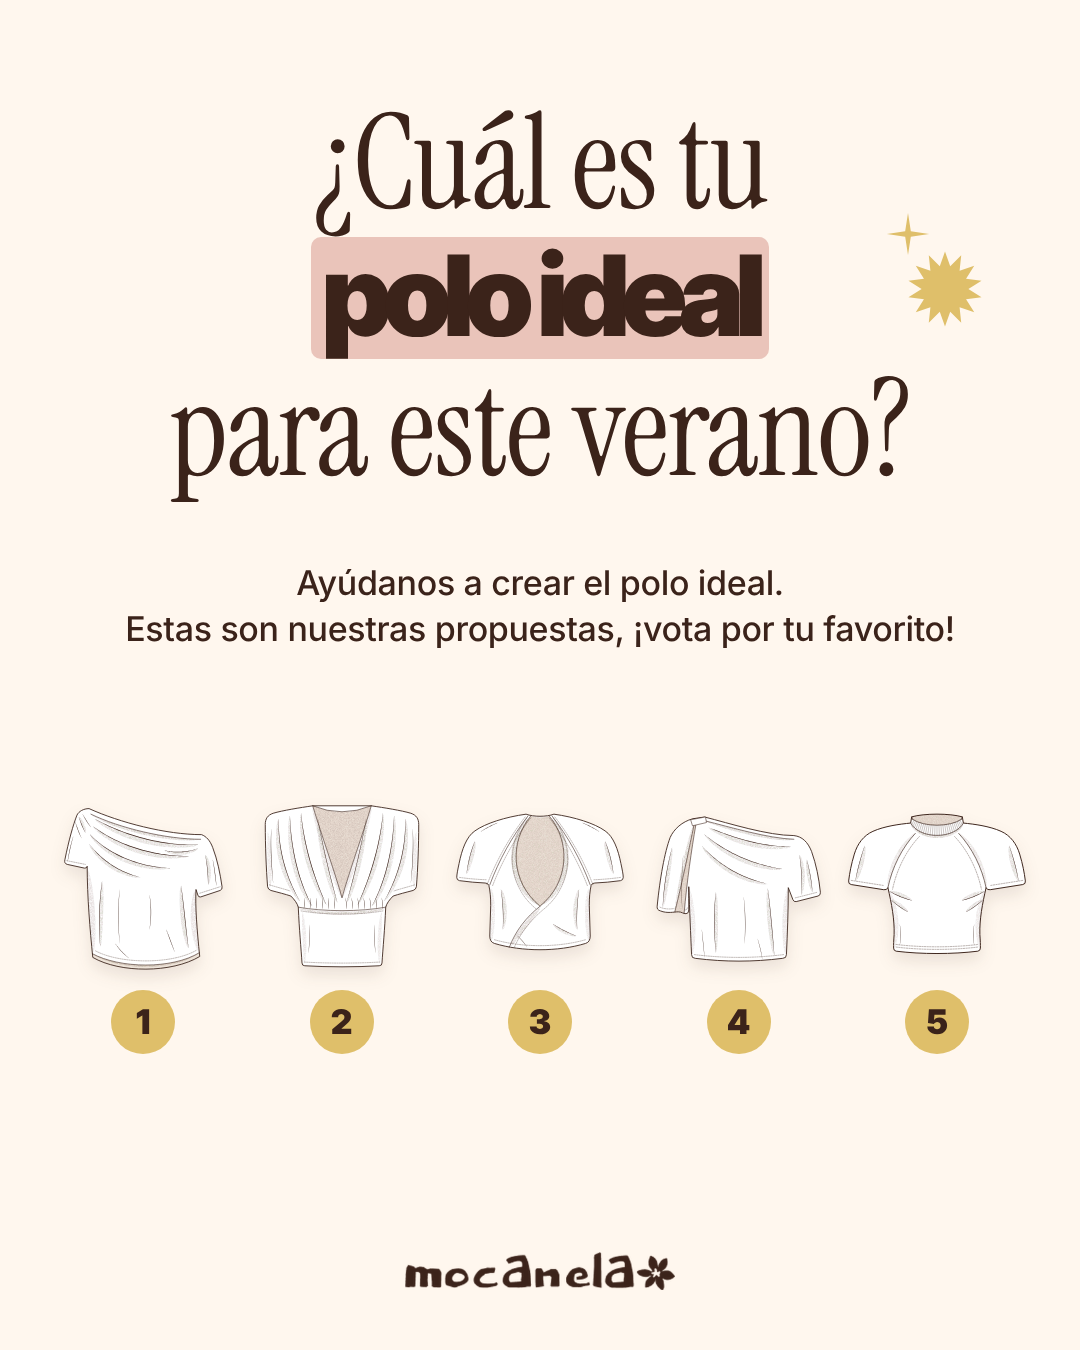 ¿Cuál es tu
polo ideal
para este verano?
Ayúdanos a crear el polo ideal.
Estas son nuestras propuestas, ¡vota por tu favorito!
1 2 3 4 5
mocanela